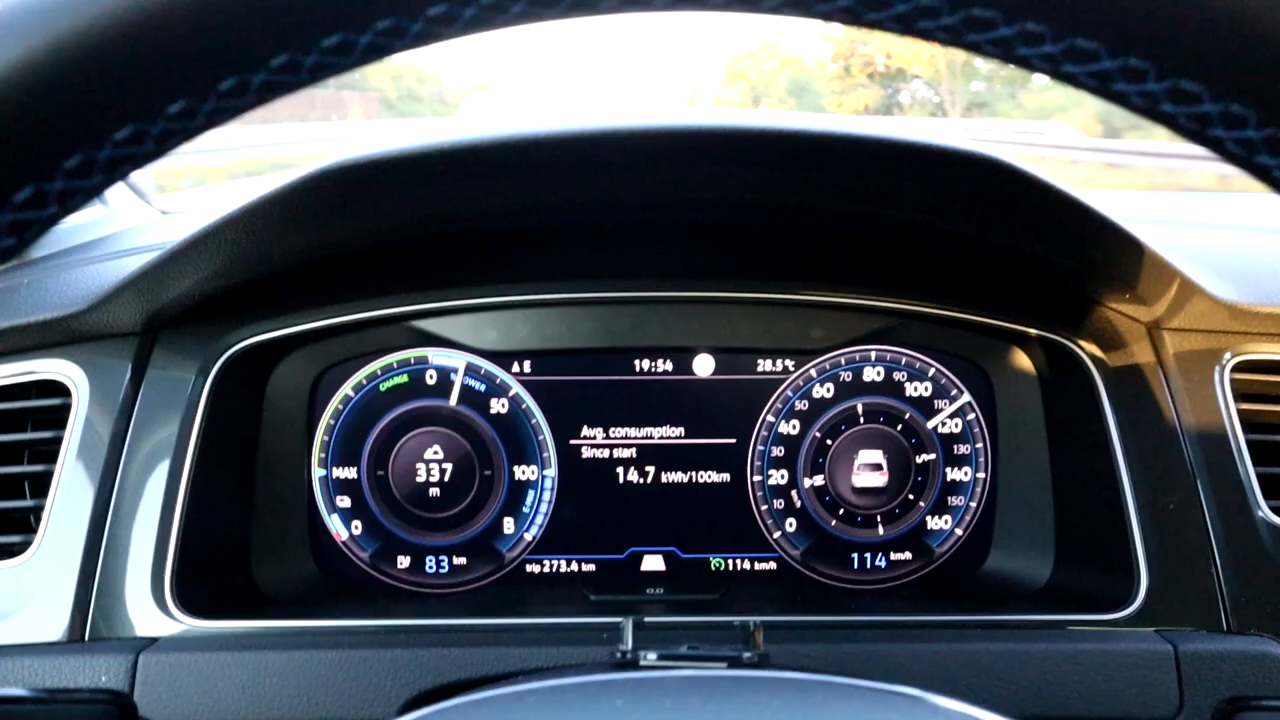 E 19:54 28.5°C
CHARGE 0 POWER
50
MAX 100
0 B
337
m
83 km
Avg. consumption
Since start
14.7 kWh/100km
trip 273.4 km
114 km/h
0 10 20 30 40 50 60 70 80 90 100 110 120 130 140 150 160
N S
114 km/h